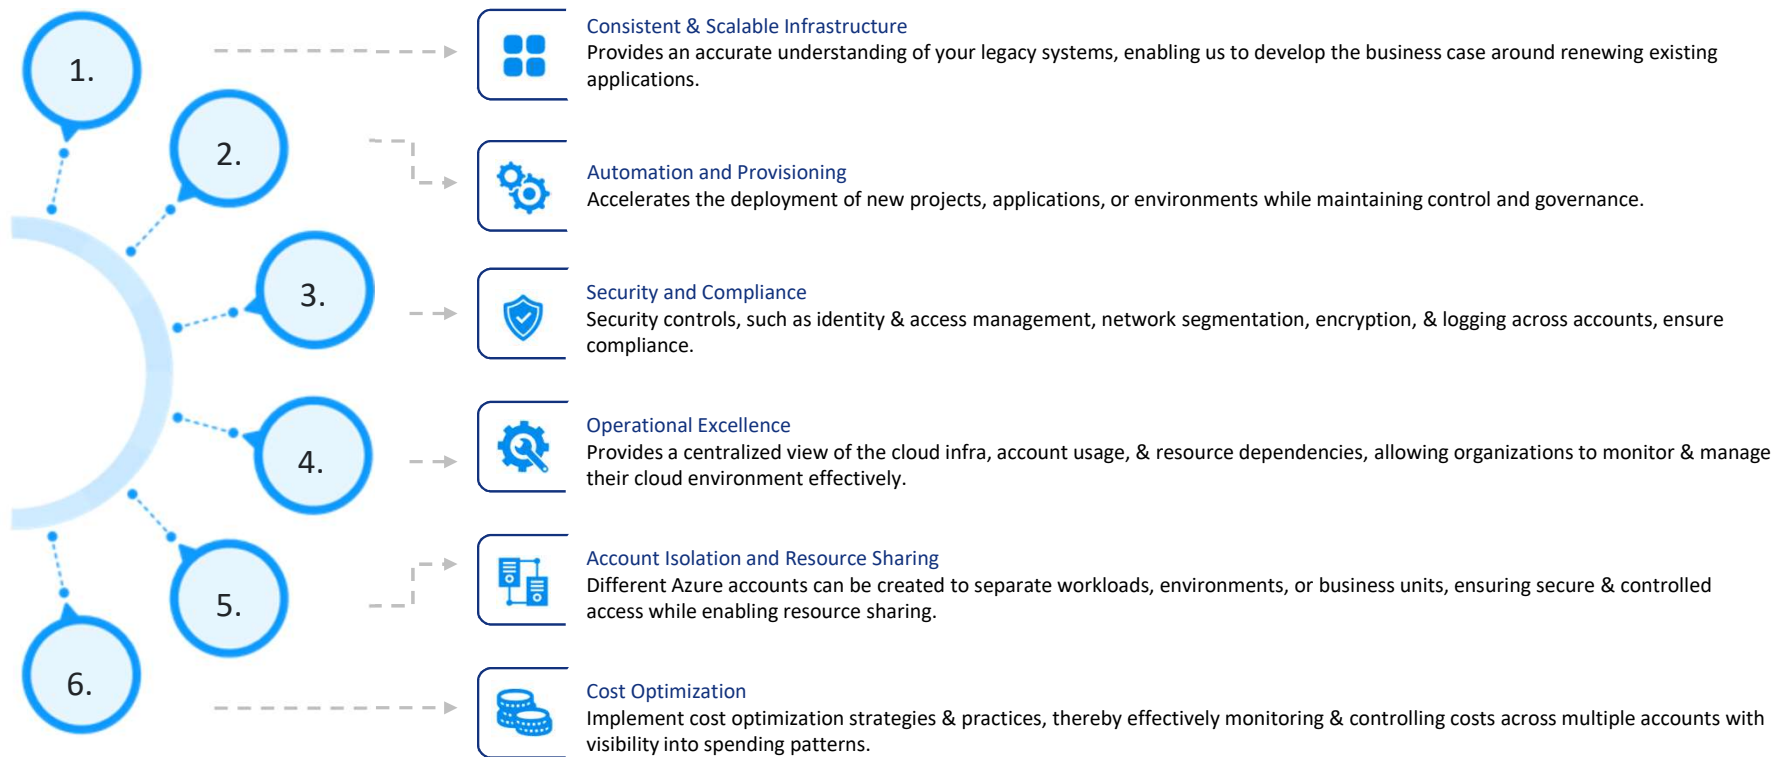 1.
Consistent & Scalable Infrastructure
Provides an accurate understanding of your legacy systems, enabling us to develop the business case around renewing existing
applications.
2.
Automation and Provisioning
Accelerates the deployment of new projects, applications, or environments while maintaining control and governance.
3.
Security and Compliance
Security controls, such as identity & access management, network segmentation, encryption, & logging across accounts, ensure
compliance.
4.
Operational Excellence
Provides a centralized view of the cloud infra, account usage, & resource dependencies, allowing organizations to monitor & manage
their cloud environment effectively.
5.
Account Isolation and Resource Sharing
Different Azure accounts can be created to separate workloads, environments, or business units, ensuring secure & controlled
access while enabling resource sharing.
6.
Cost Optimization
Implement cost optimization strategies & practices, thereby effectively monitoring & controlling costs across multiple accounts with
visibility into spending patterns.